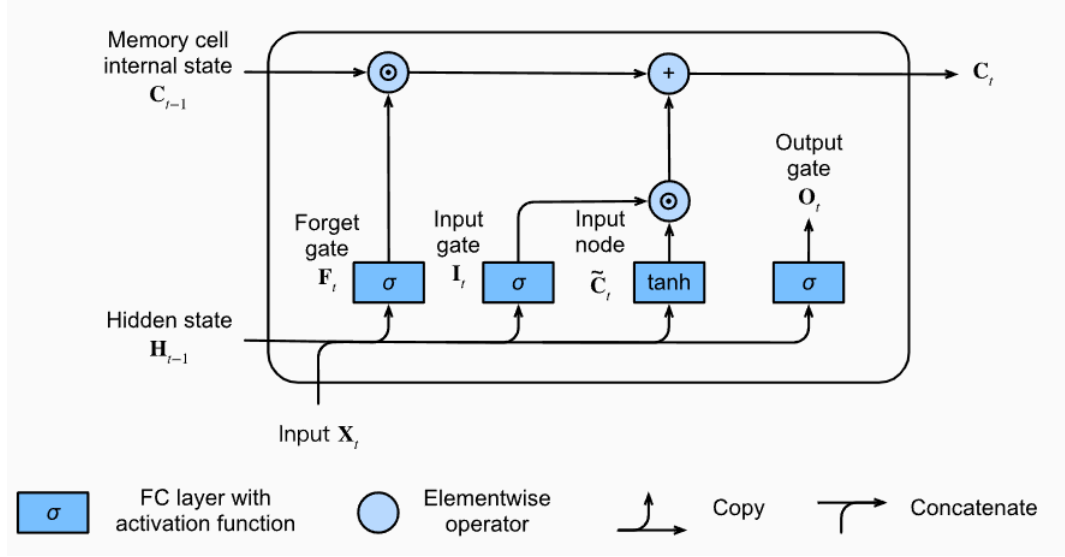 Memory cell
internal state
C_{t−1}
Output
gate
O_t
C_t
Forget
gate
F_t
Input
gate
I_t
Input
node
C̃_t
σ
σ
tanh
σ
Hidden state
H_{t−1}
Input X_t
σ
FC layer with
activation function
Elementwise
operator
Copy
Concatenate
⊙
+
⊙